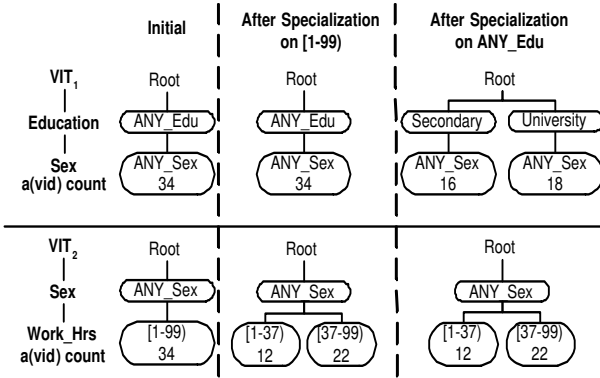 Initial
After Specialization
on [1-99)
After Specialization
on ANY_Edu
VIT1
Root
Root
Root
Education
ANY_Edu
ANY_Edu
Secondary
University
Sex
ANY_Sex
ANY_Sex
ANY_Sex
ANY_Sex
a(vid) count
34
34
16
18
VIT2
Root
Root
Root
Sex
ANY_Sex
ANY_Sex
ANY_Sex
Work_Hrs
[1-99)
[1-37)
[37-99)
[1-37)
[37-99)
a(vid) count
34
12
22
12
22